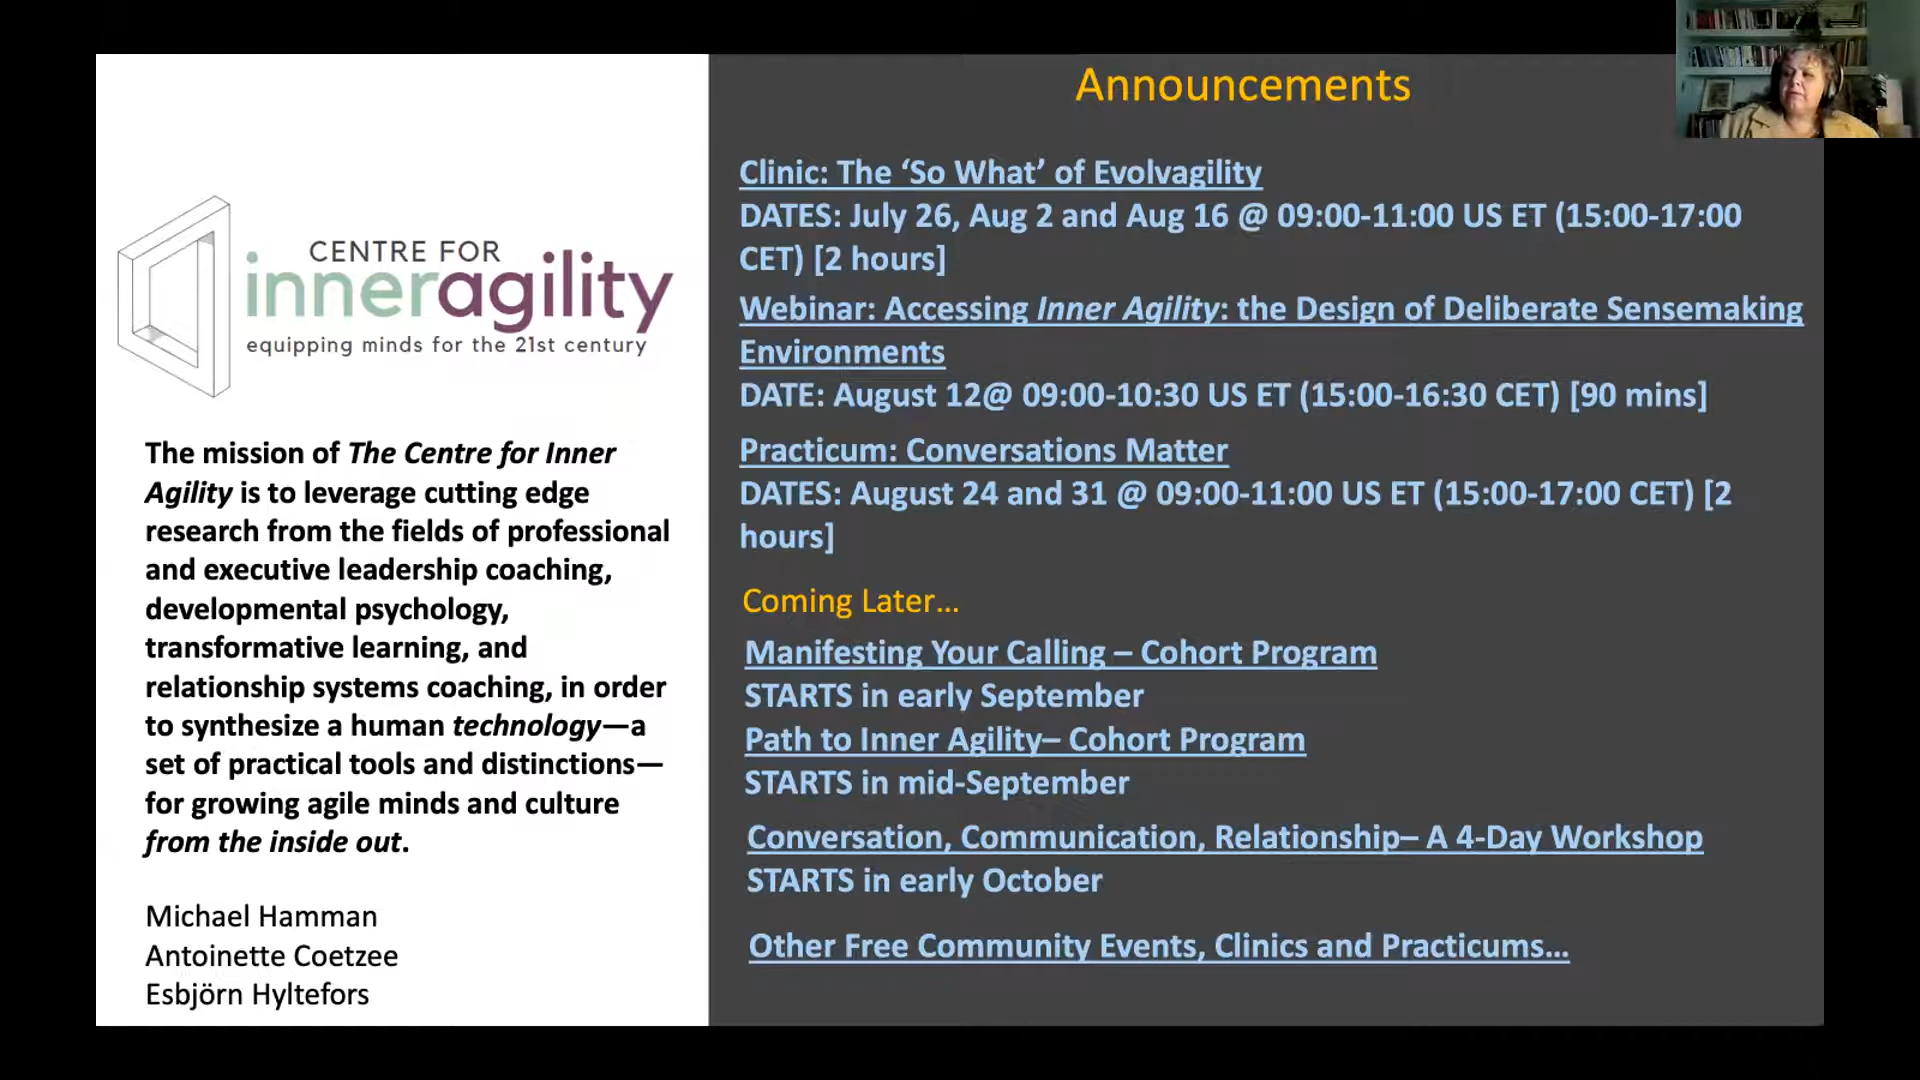 CENTRE FOR
inneragility
equipping minds for the 21st century
The mission of The Centre for Inner
Agility is to leverage cutting edge
research from the fields of professional
and executive leadership coaching,
developmental psychology,
transformative learning, and
relationship systems coaching, in order
to synthesize a human technology—a
set of practical tools and distinctions—
for growing agile minds and culture
from the inside out.
Michael Hamman
Antoinette Coetzee
Esbjörn Hyltefors
Announcements
Clinic: The ‘So What’ of Evolvagility
DATES: July 26, Aug 2 and Aug 16 @ 09:00-11:00 US ET (15:00-17:00
CET) [2 hours]
Webinar: Accessing Inner Agility: the Design of Deliberate Sensemaking
Environments
DATE: August 12@ 09:00-10:30 US ET (15:00-16:30 CET) [90 mins]
Practicum: Conversations Matter
DATES: August 24 and 31 @ 09:00-11:00 US ET (15:00-17:00 CET) [2
hours]
Coming Later…
Manifesting Your Calling – Cohort Program
STARTS in early September
Path to Inner Agility– Cohort Program
STARTS in mid-September
Conversation, Communication, Relationship– A 4-Day Workshop
STARTS in early October
Other Free Community Events, Clinics and Practicums…